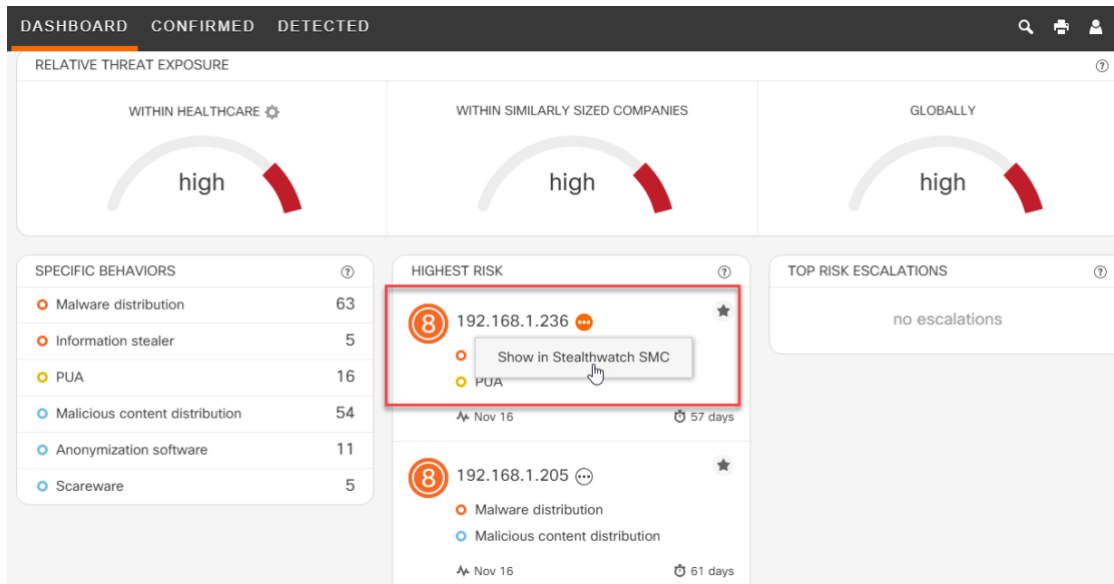 DASHBOARD CONFIRMED DETECTED
RELATIVE THREAT EXPOSURE
WITHIN HEALTHCARE
high
WITHIN SIMILARLY SIZED COMPANIES
high
GLOBALLY
high
SPECIFIC BEHAVIORS
Malware distribution 63
Information stealer 5
PUA 16
Malicious content distribution 54
Anonymization software 11
Scareware 5
HIGHEST RISK
8 192.168.1.236
Show in Stealthwatch SMC
PUA
Nov 16 57 days
8 192.168.1.205
Malware distribution
Malicious content distribution
Nov 16 61 days
TOP RISK ESCALATIONS
no escalations